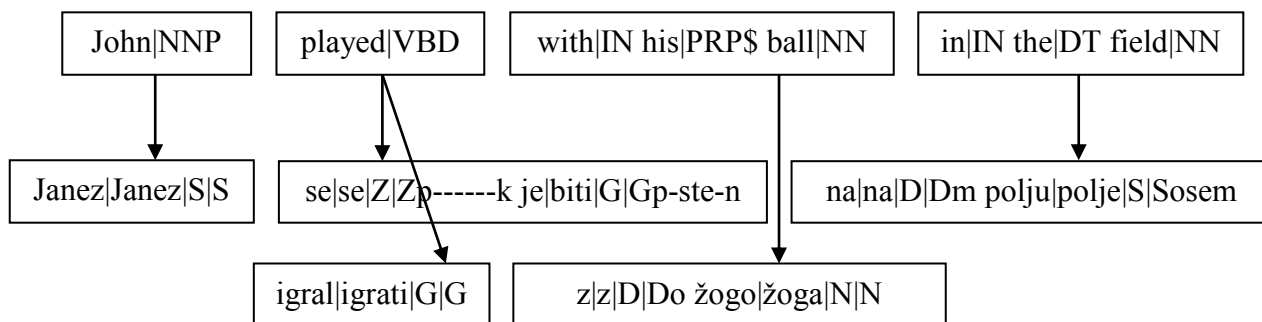 John|NNP played|VBD with|IN his|PRP$ ball|NN in|IN the|DT field|NN
Janez|Janez|S|S se|se|Z|Zp------k je|biti|G|Gp-ste-n na|na|D|Dm polju|polje|S|Sosem
igral|igrati|G|G z|z|D|Do žogo|žoga|N|N